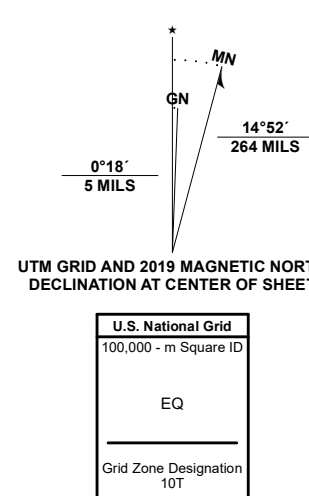 ★
MN
GN
14°52´
264 MILS
0°18´
5 MILS
UTM GRID AND 2019 MAGNETIC NORT
DECLINATION AT CENTER OF SHEET
U.S. National Grid
100,000 - m Square ID
EQ
Grid Zone Designation
10T